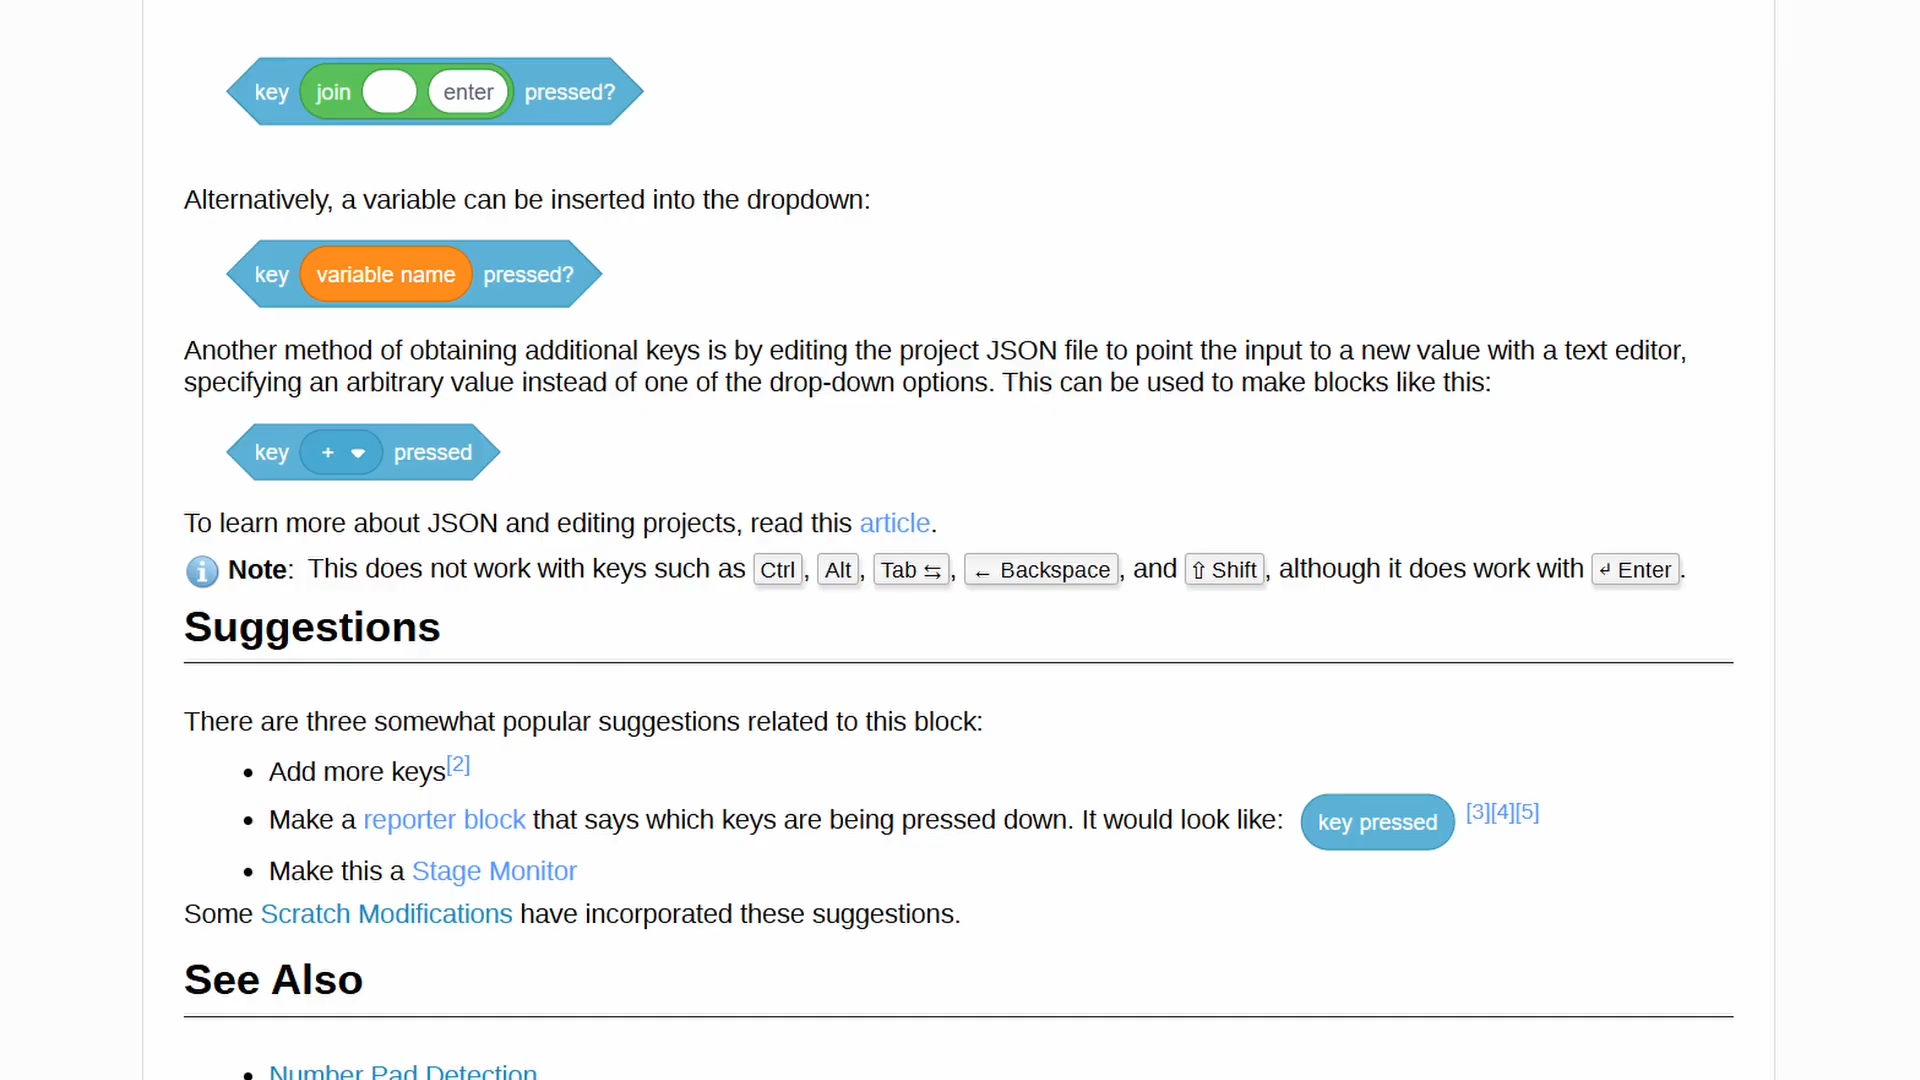 key join enter pressed?
Alternatively, a variable can be inserted into the dropdown:
key variable name pressed?
Another method of obtaining additional keys is by editing the project JSON file to point the input to a new value with a text editor,
specifying an arbitrary value instead of one of the drop-down options. This can be used to make blocks like this:
key + pressed
To learn more about JSON and editing projects, read this article.
Note: This does not work with keys such as Ctrl, Alt, Tab ⇆, ← Backspace, and ⇧ Shift, although it does work with ↵ Enter.
Suggestions
There are three somewhat popular suggestions related to this block:
• Add more keys[2]
• Make a reporter block that says which keys are being pressed down. It would look like: key pressed [3][4][5]
• Make this a Stage Monitor
Some Scratch Modifications have incorporated these suggestions.
See Also
• Number Pad Detection